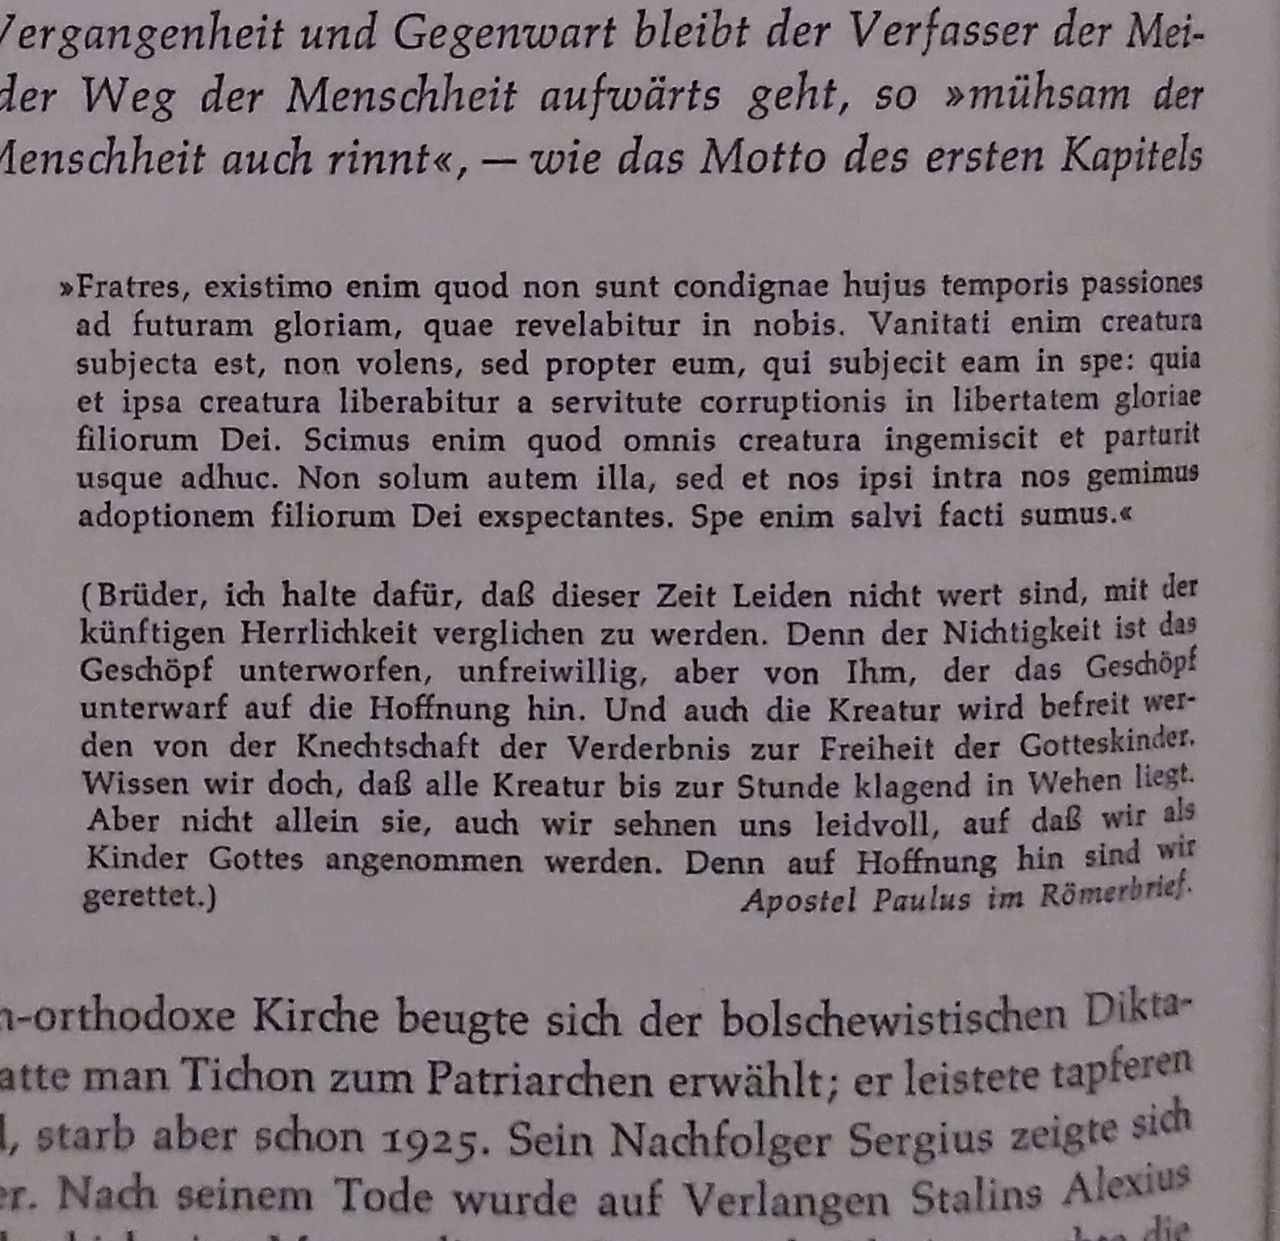 Vergangenheit und Gegenwart bleibt der Verfasser der Mei-
der Weg der Menschheit aufwärts geht, so »mühsam der
Menschheit auch rinnt«, — wie das Motto des ersten Kapitels
»Fratres, existimo enim quod non sunt condignae hujus temporis passiones
ad futuram gloriam, quae revelabitur in nobis. Vanitati enim creatura
subjecta est, non volens, sed propter eum, qui subjecit eam in spe: quia
et ipsa creatura liberabitur a servitute corruptionis in libertatem gloriae
filiorum Dei. Scimus enim quod omnis creatura ingemiscit et parturit
usque adhuc. Non solum autem illa, sed et nos ipsi intra nos gemimus
adoptionem filiorum Dei exspectantes. Spe enim salvi facti sumus.«
(Brüder, ich halte dafür, daß dieser Zeit Leiden nicht wert sind, mit der
künftigen Herrlichkeit verglichen zu werden. Denn der Nichtigkeit ist das
Geschöpf unterworfen, unfreiwillig, aber von Ihm, der das Geschöpf
unterwarf auf die Hoffnung hin. Und auch die Kreatur wird befreit wer-
den von der Knechtschaft der Verderbnis zur Freiheit der Gotteskinder.
Wissen wir doch, daß alle Kreatur bis zur Stunde klagend in Wehen liegt.
Aber nicht allein sie, auch wir sehnen uns leidvoll, auf daß wir als
Kinder Gottes angenommen werden. Denn auf Hoffnung hin sind wir
gerettet.) Apostel Paulus im Römerbrief.
n-orthodoxe Kirche beugte sich der bolschewistischen Dikta-
atte man Tichon zum Patriarchen erwählt; er leistete tapferen
, starb aber schon 1925. Sein Nachfolger Sergius zeigte sich
er. Nach seinem Tode wurde auf Verlangen Stalins Alexius
die